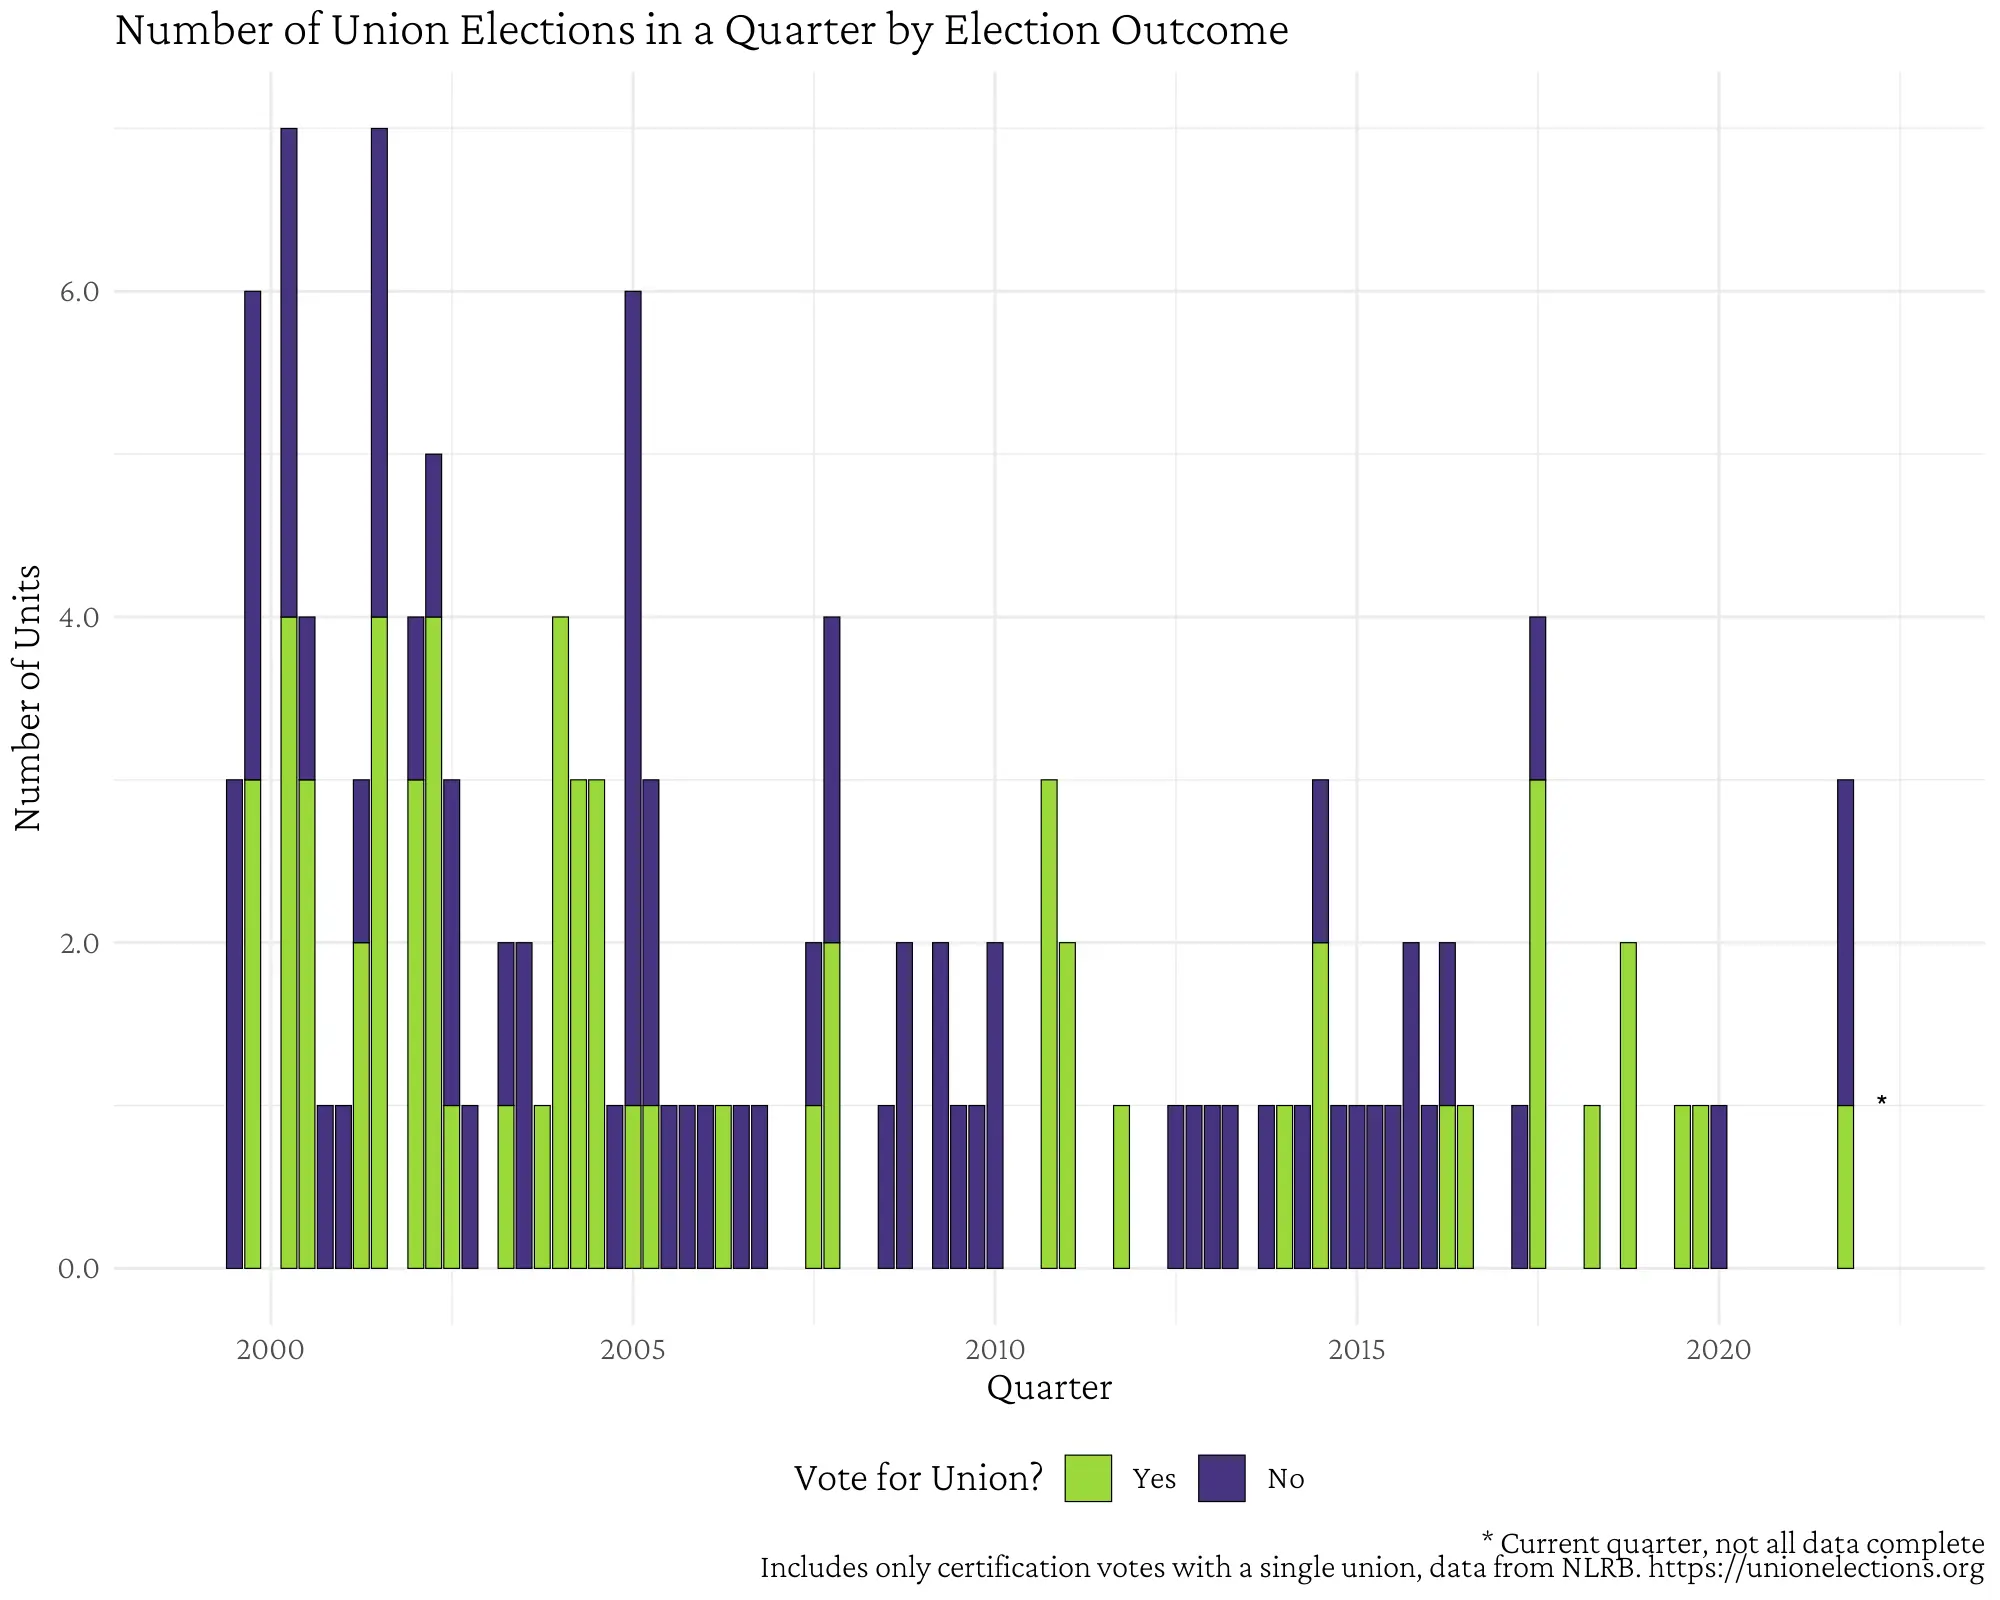 Number of Union Elections in a Quarter by Election Outcome
Number of Units
6.0
4.0
2.0
0.0
*
2000 2005 2010 2015 2020
Quarter
Vote for Union? Yes No
* Current quarter, not all data complete
Includes only certification votes with a single union, data from NLRB. https://unionelections.org